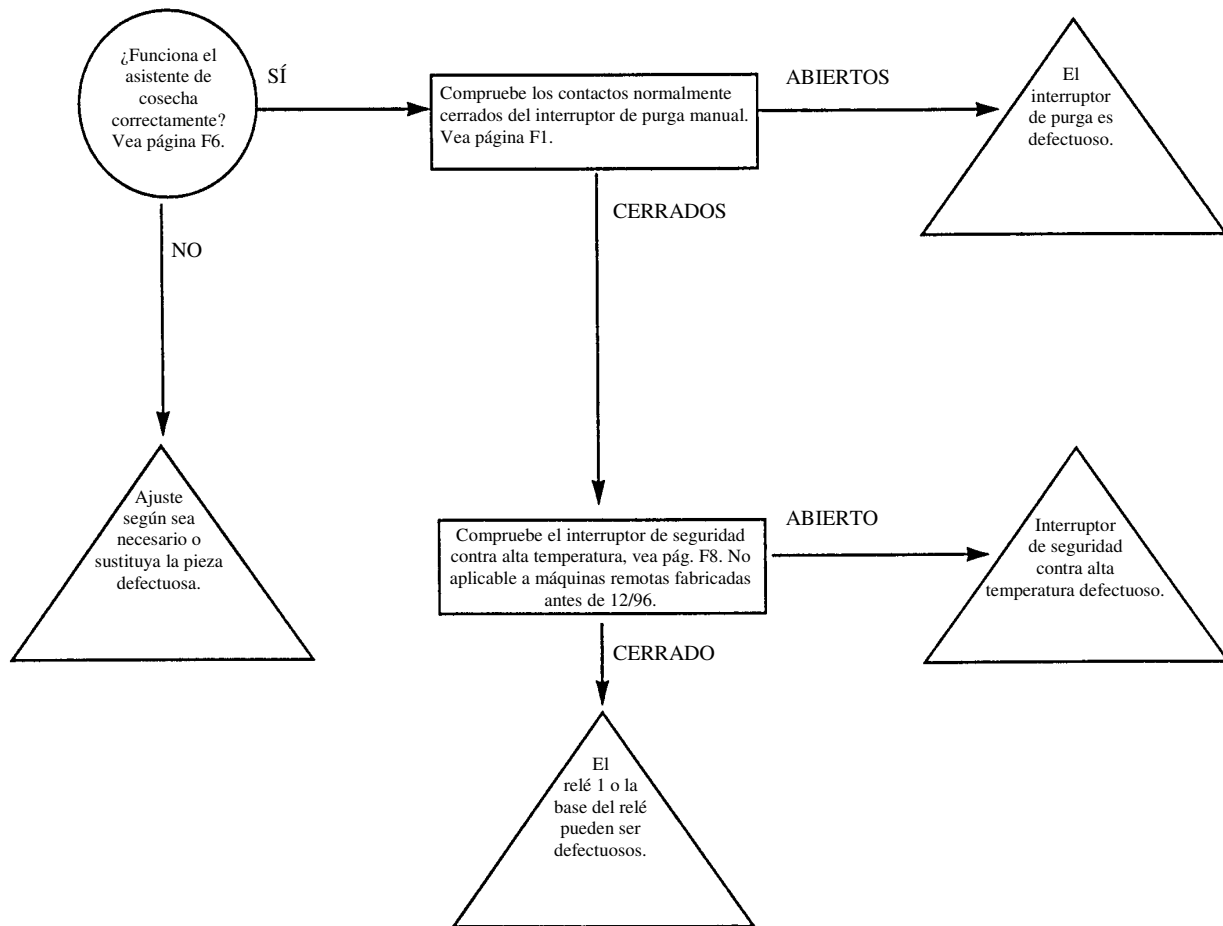 ¿Funciona el
asistente de
cosecha
correctamente?
Vea página F6.
SÍ
Compruebe los contactos normalmente
cerrados del interruptor de purga manual.
Vea página F1.
ABIERTOS
El
interruptor
de purga es
defectuoso.
CERRADOS
NO
Ajuste
según sea
necesario o
sustituya la pieza
defectuosa.
Compruebe el interruptor de seguridad
contra alta temperatura, vea pág. F8. No
aplicable a máquinas remotas fabricadas
antes de 12/96.
ABIERTO
Interruptor
de seguridad
contra alta
temperatura defectuoso.
CERRADO
El
relé 1 o la
base del relé
pueden ser
defectuosos.